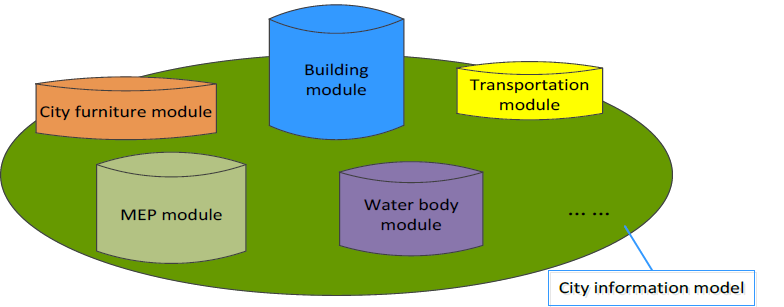 Building
module
Transportation
module
City furniture module
MEP module
Water body
module
... ...
City information model